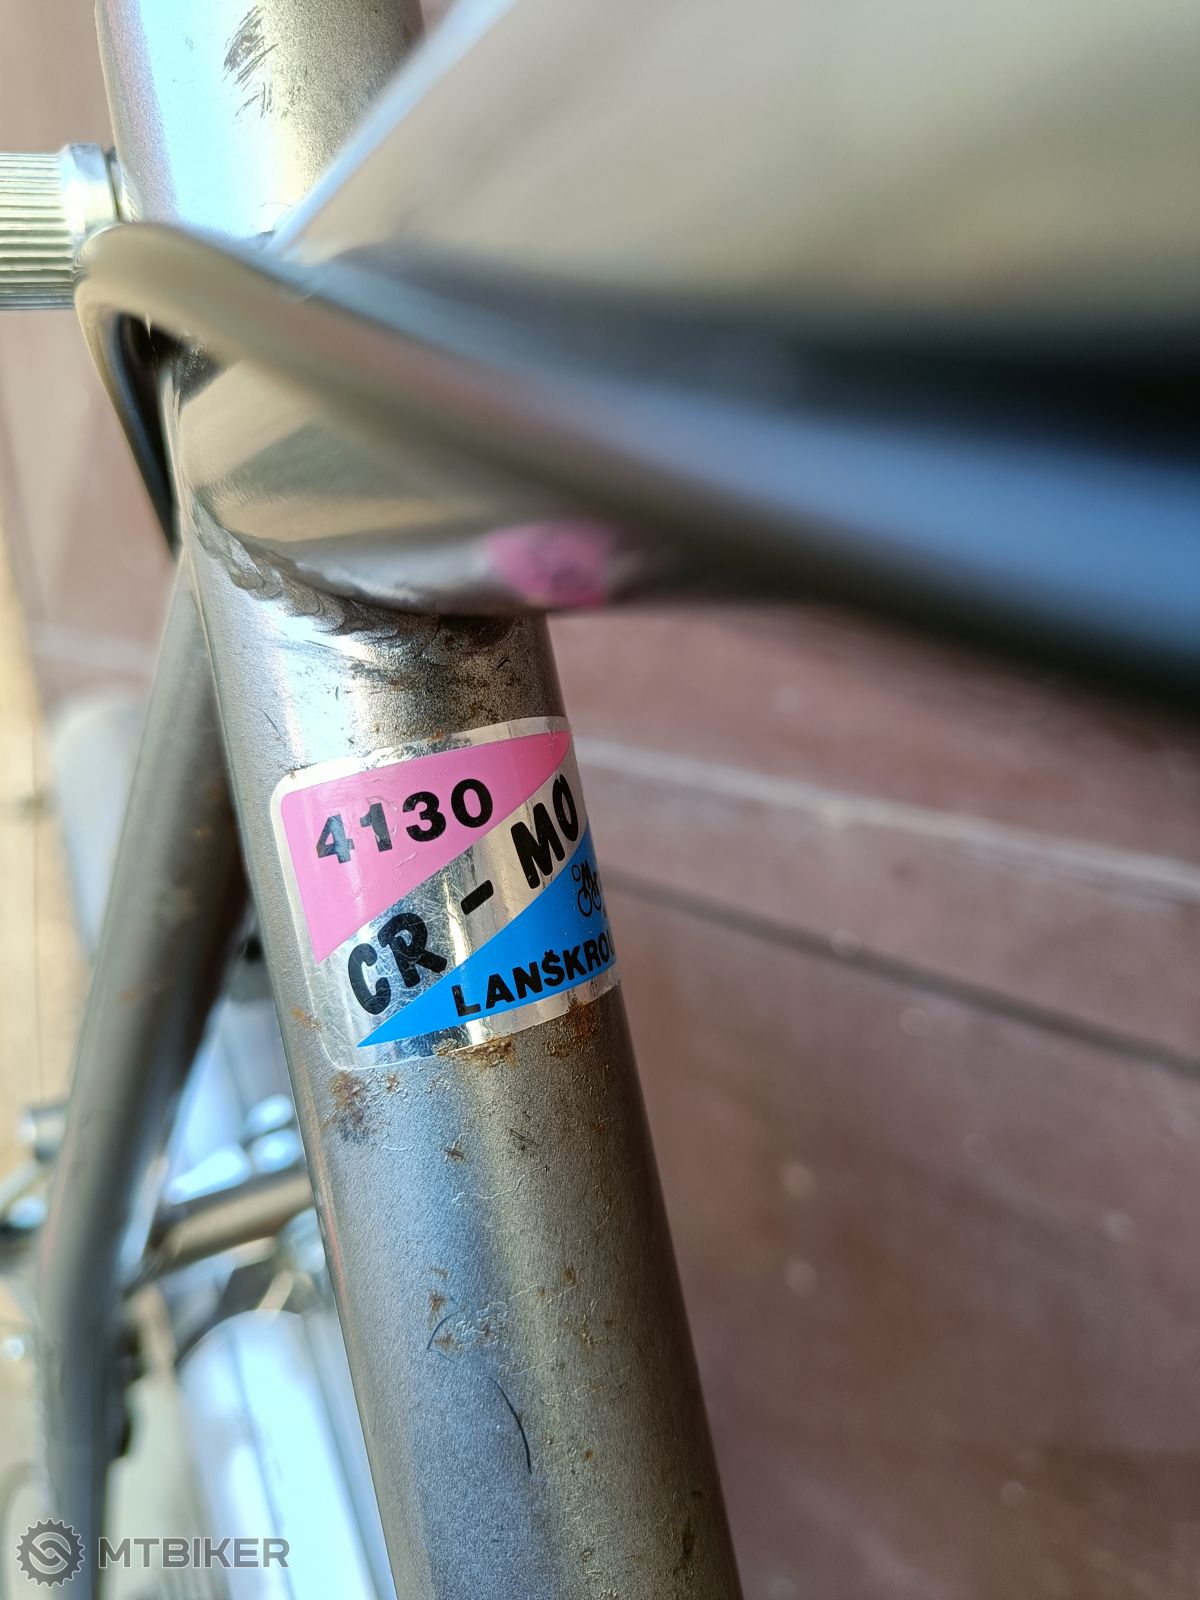 4130
CR - MO
LANŠKRO
MTBIKER